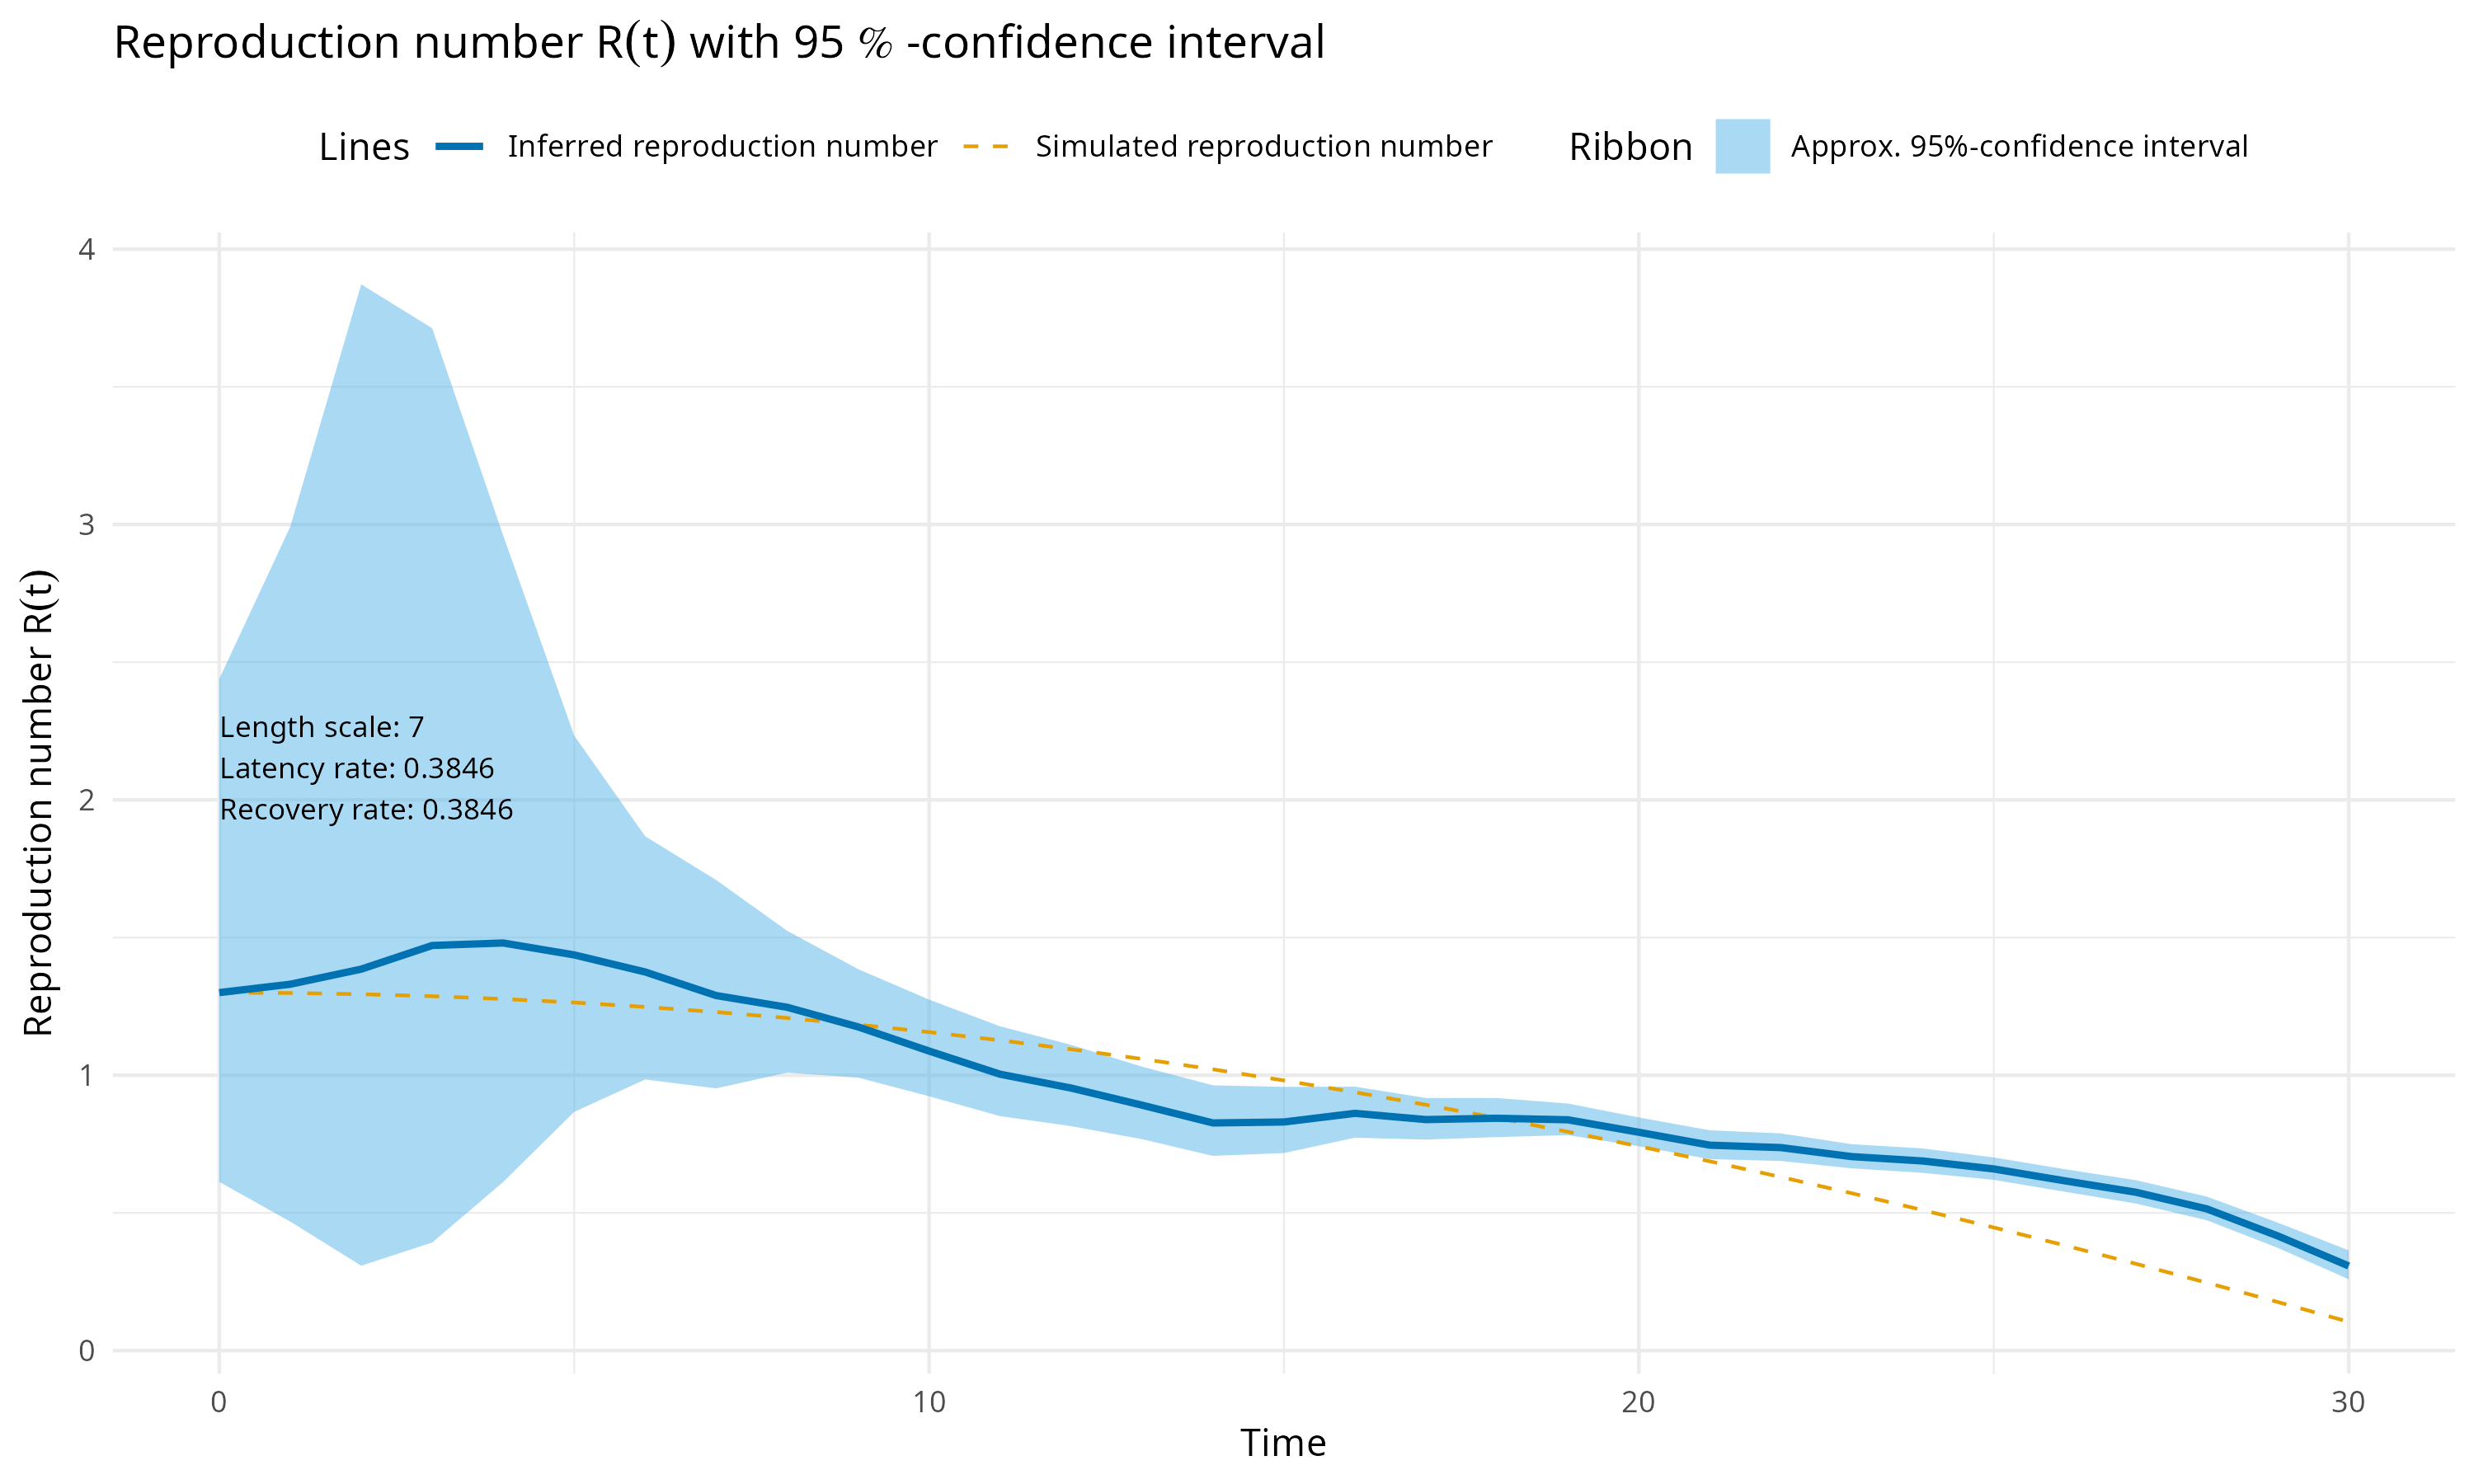 Reproduction number R(t) with 95 % -confidence interval
Lines Inferred reproduction number Simulated reproduction number Ribbon Approx. 95%-confidence interval
Reproduction number R(t)
4
3
2
1
0
Length scale: 7
Latency rate: 0.3846
Recovery rate: 0.3846
0 10 20 30
Time